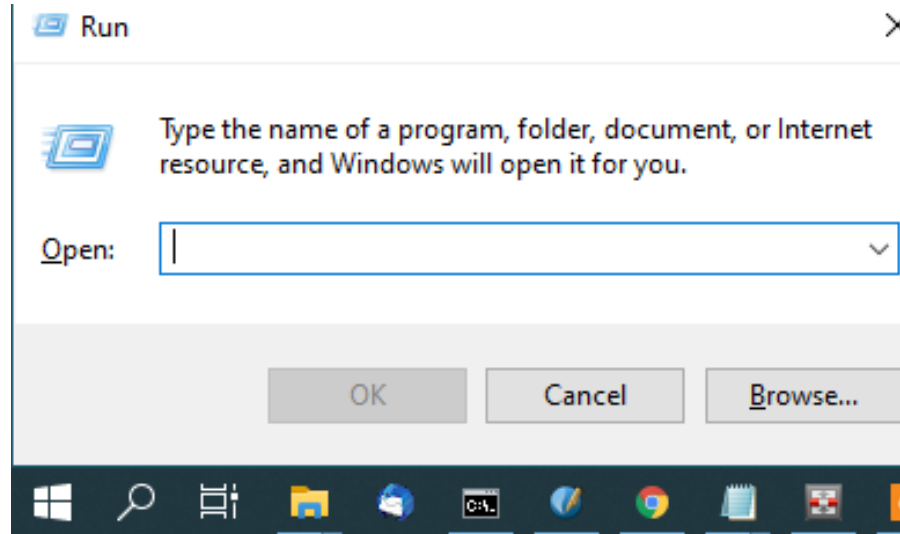 Run
Type the name of a program, folder, document, or Internet
resource, and Windows will open it for you.
Open:
OK
Cancel
Browse...
C:\.